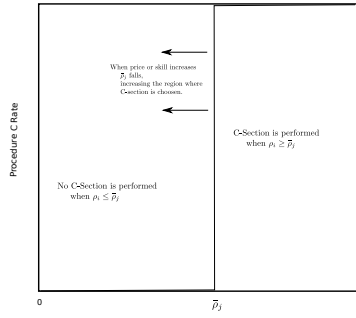 When price or skill increases
ρ̅ⱼ falls,
increasing the region where
C-section is choosen.
C-Section is performed
when ρᵢ ≥ ρ̅ⱼ
No C-Section is performed
when ρᵢ ≤ ρ̅ⱼ
Procedure C Rate
0
ρ̅ⱼ